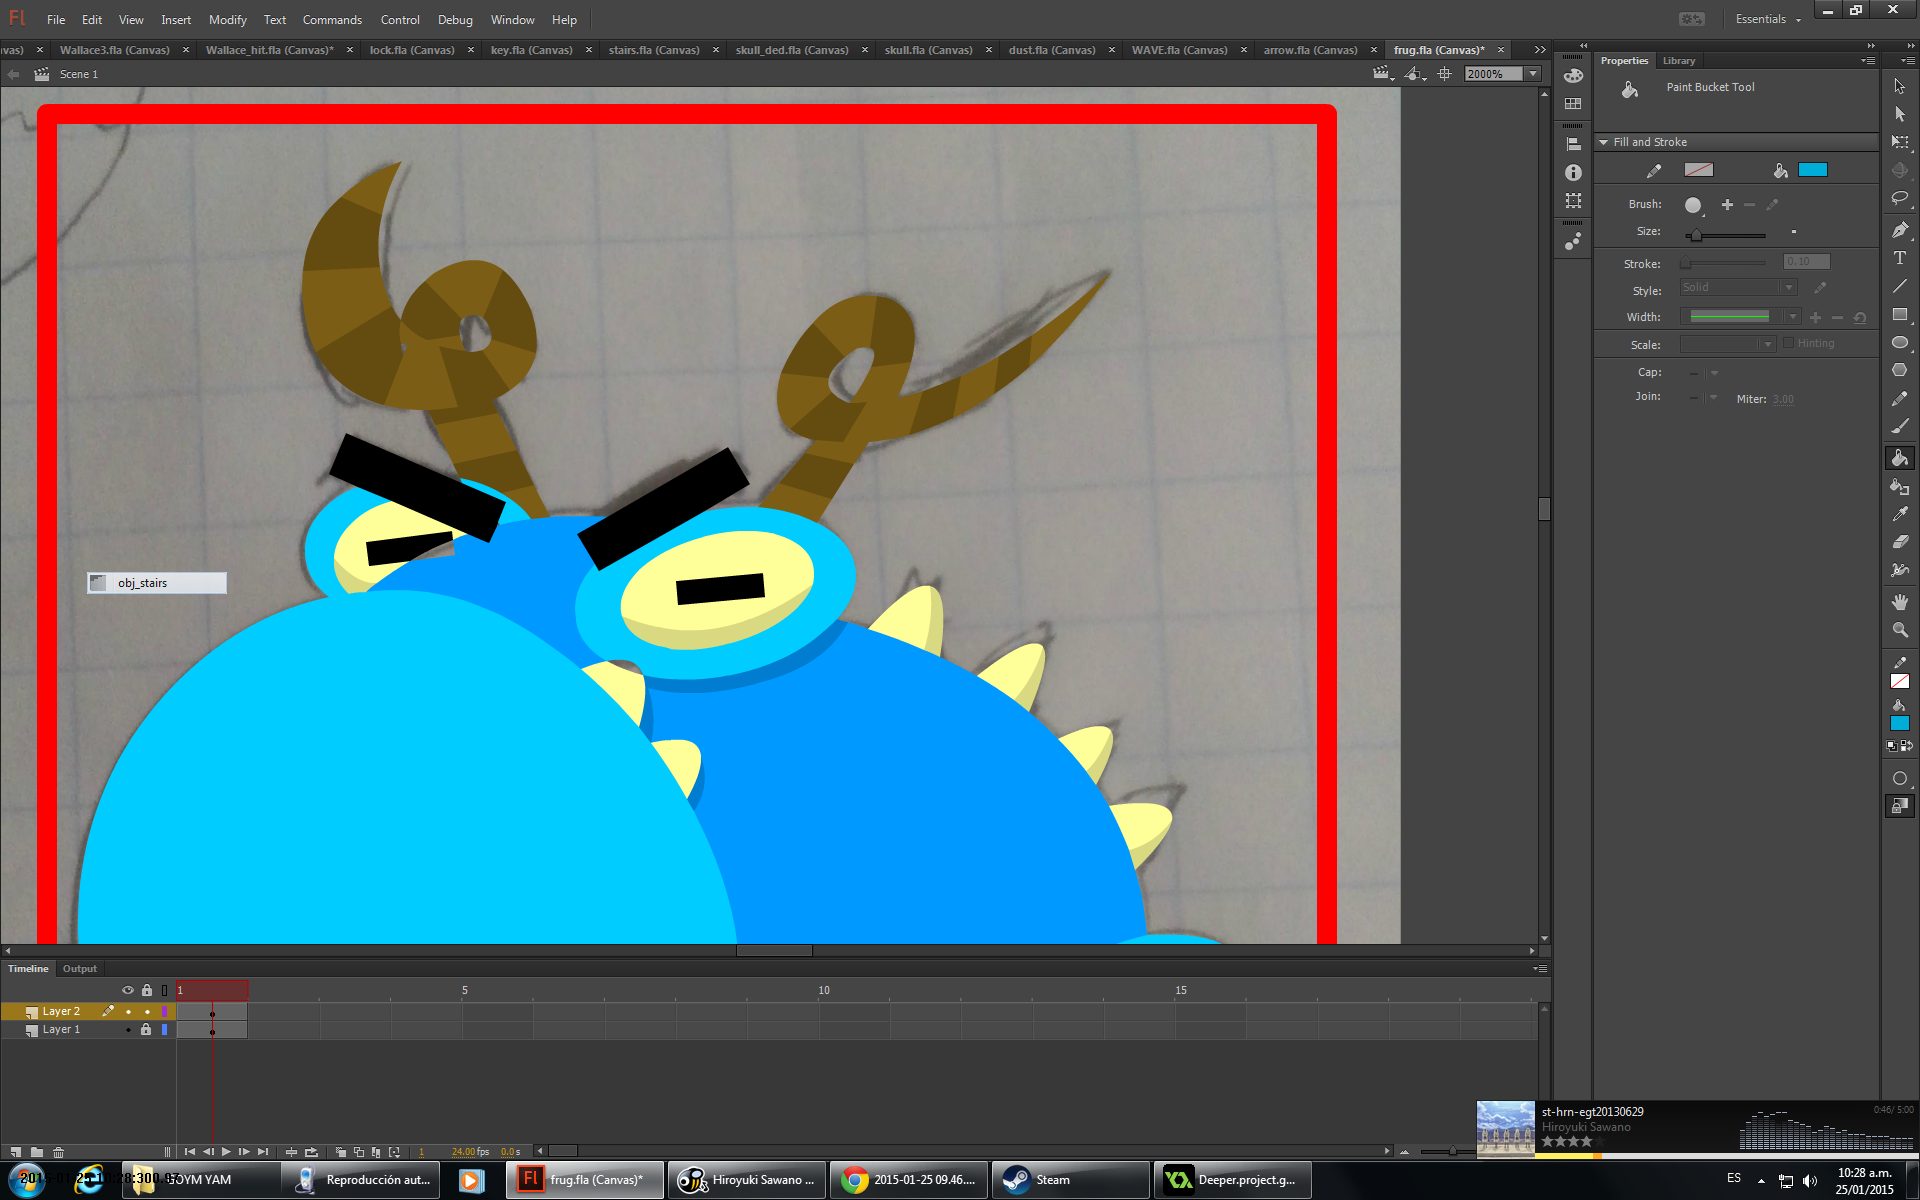 Fl File Edit View Insert Modify Text Commands Control Debug Window Help Essentials
vas) × Wallace3.fla (Canvas) × Wallace_hit.fla (Canvas)* × lock.fla (Canvas) × key.fla (Canvas) × stairs.fla (Canvas) × skull_ded.fla (Canvas) × skull.fla (Canvas) × dust.fla (Canvas) × WAVE.fla (Canvas) × arrow.fla (Canvas) × frug.fla (Canvas)* ×
Scene 1 2000%
Properties Library
Paint Bucket Tool
Fill and Stroke
Brush:
Size:
Stroke: 0,10
Style: Solid
Width:
Scale: Hinting
Cap:
Join: Miter: 3,00
obj_stairs
Timeline Output
1 5 10 15
Layer 2
Layer 1
1 24.00 fps 0.0 s
st-hrn-egt20130629 0:46/ 5:00
Hiroyuki Sawano
2015-01-25 10:28:300.07
OYM YAM
Reproducción aut...
Fl frug.fla (Canvas)*
Hiroyuki Sawano ...
2015-01-25 09.46....
Steam
Deeper.project.g...
ES
10:28 a.m.
25/01/2015